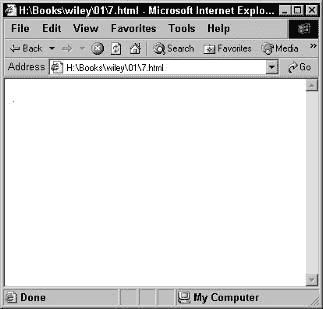 H:\Books\wiley\01\7.html - Microsoft Internet Explo...
File Edit View Favorites Tools Help
Back Search Favorites Media »
Address H:\Books\wiley\01\7.html Go
Done My Computer